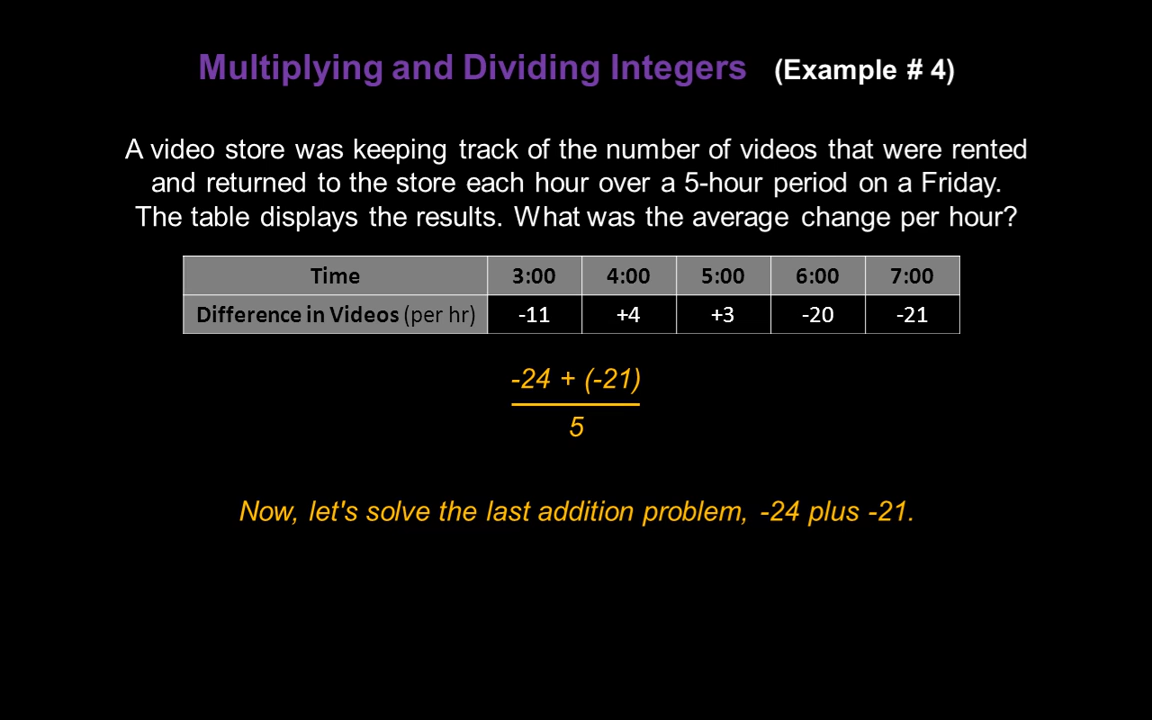 Multiplying and Dividing Integers (Example # 4)
A video store was keeping track of the number of videos that were rented
and returned to the store each hour over a 5-hour period on a Friday.
The table displays the results. What was the average change per hour?
Time 3:00 4:00 5:00 6:00 7:00
Difference in Videos (per hr) -11 +4 +3 -20 -21
-24 + (-21)
5
Now, let's solve the last addition problem, -24 plus -21.